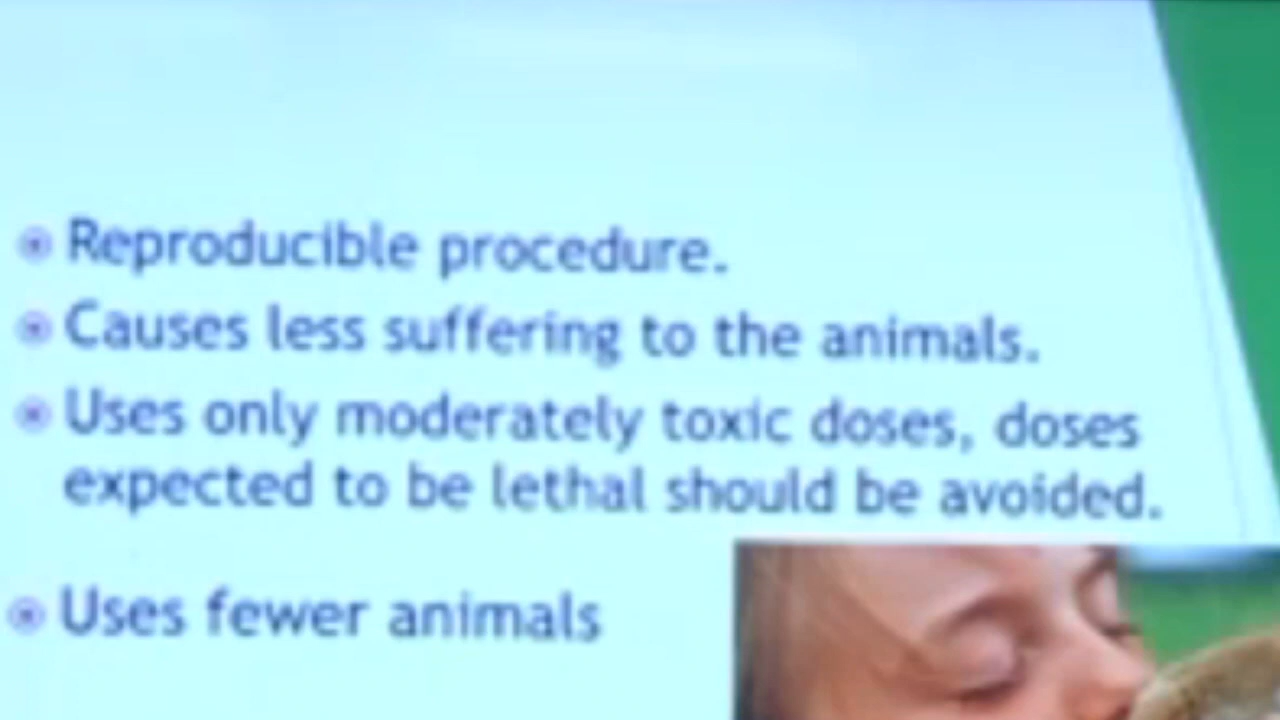 Reproducible procedure.
Causes less suffering to the animals.
Uses only moderately toxic doses, doses
expected to be lethal should be avoided.
Uses fewer animals